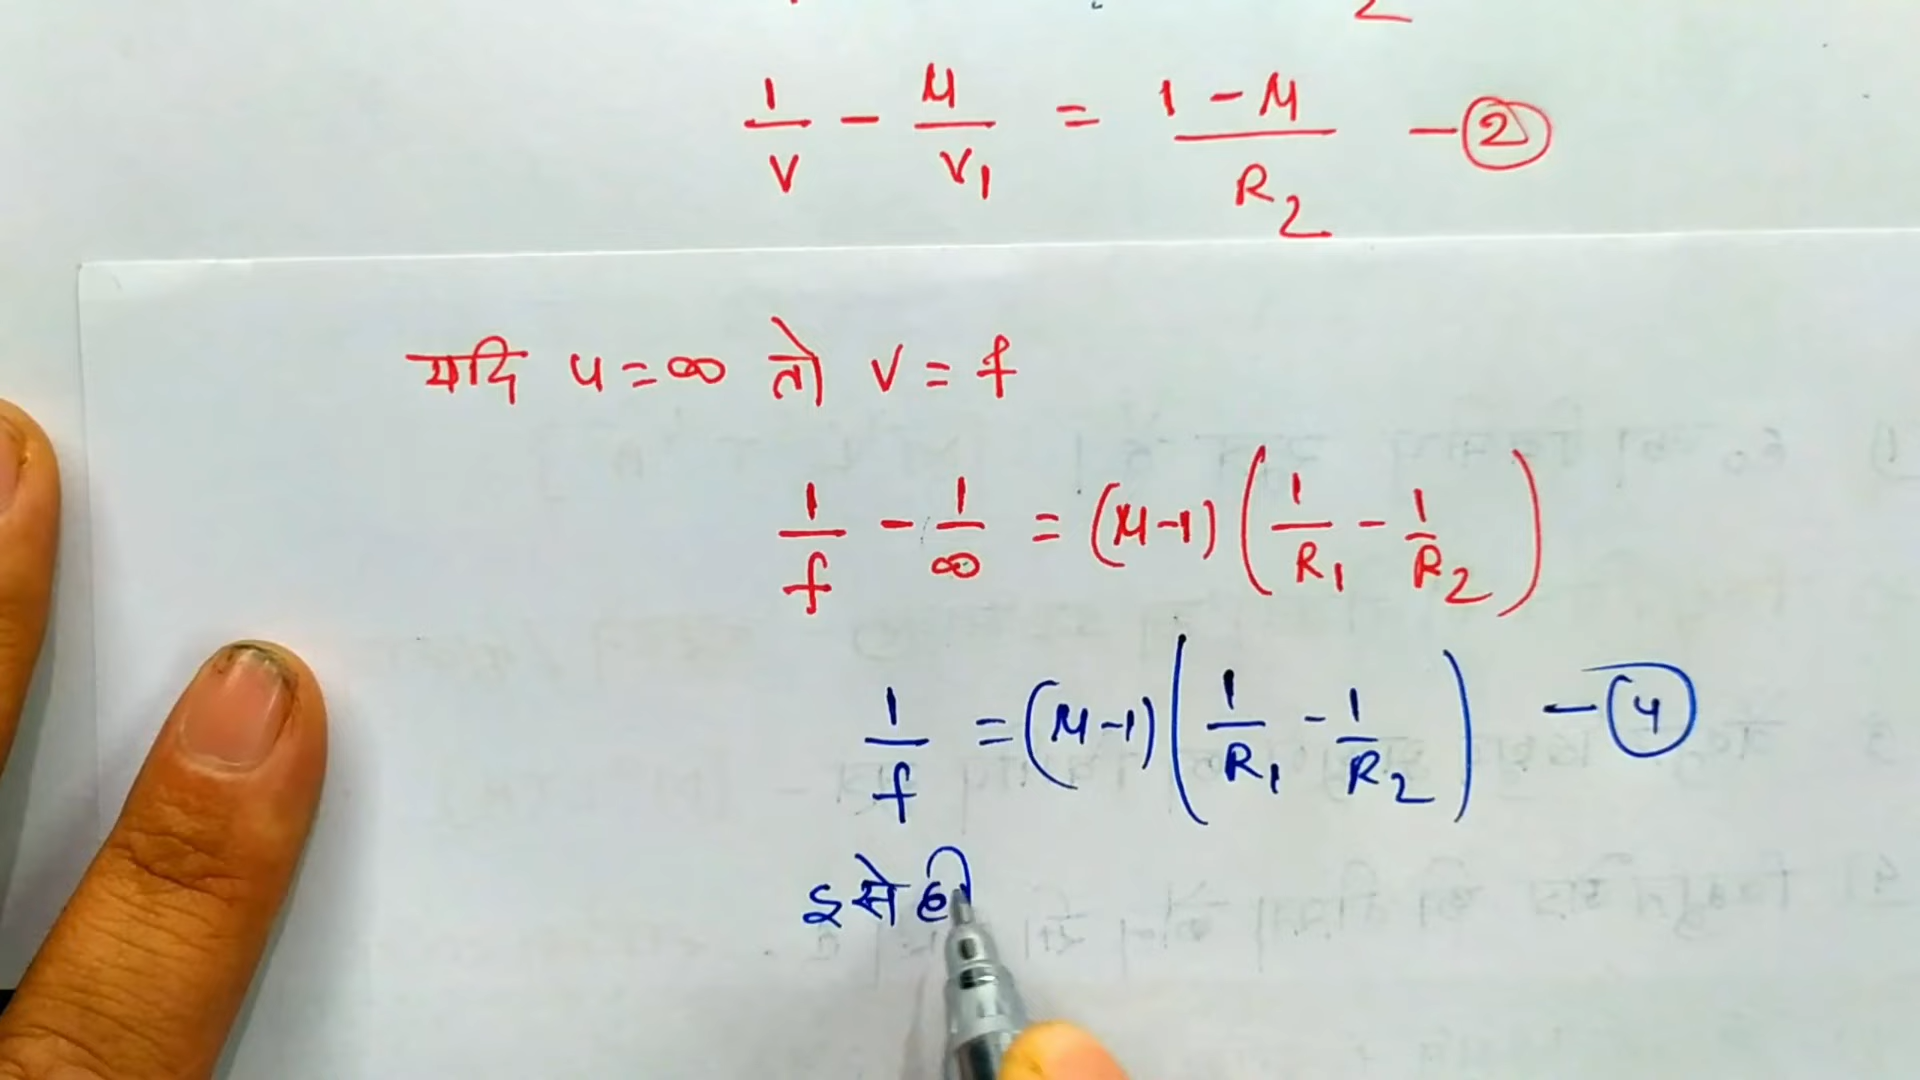 1/v - μ/v₁ = 1-μ/R₂ -②
यदि u=∞ तो v=f
1/f - 1/∞ = (μ-1)(1/R₁ - 1/R₂)
1/f = (μ-1)(1/R₁ - 1/R₂) -④
इसे ही